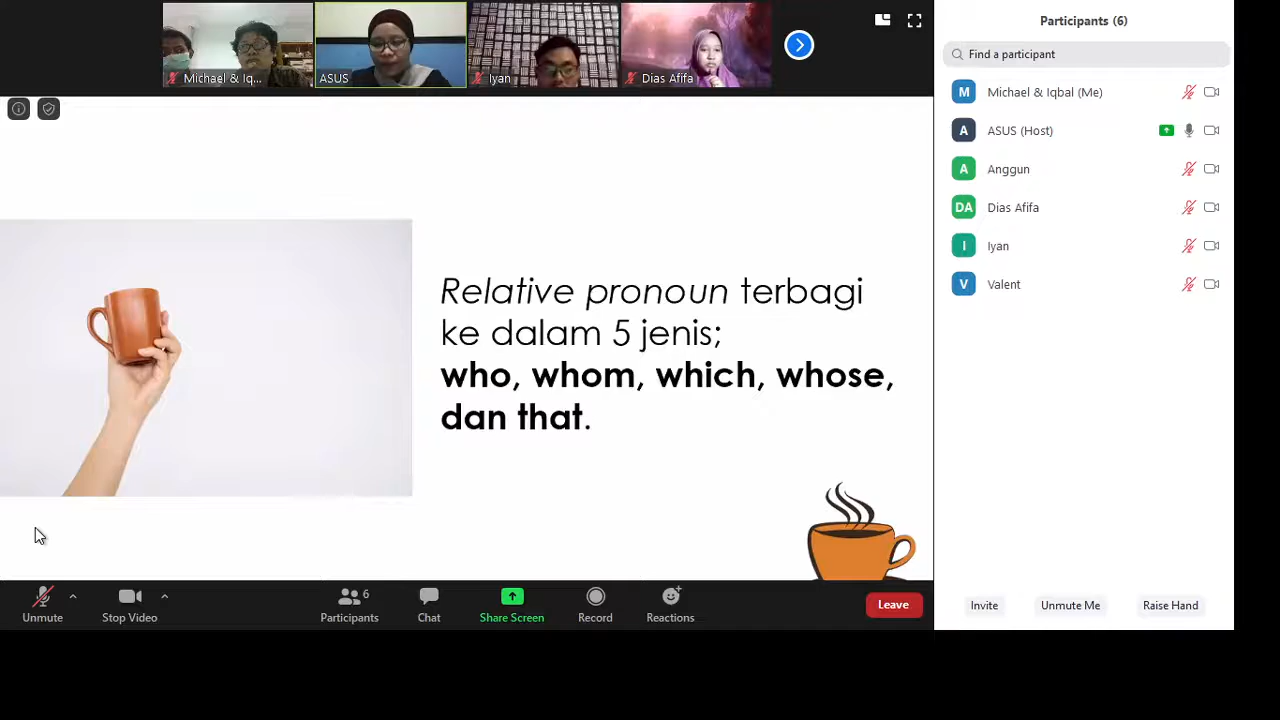 Michael & Iq...
ASUS
Iyan
Dias Afifa
Relative pronoun terbagi
ke dalam 5 jenis;
who, whom, which, whose,
dan that.
Unmute
Stop Video
6
Participants
Chat
Share Screen
Record
Reactions
Leave
Participants (6)
Find a participant
M Michael & Iqbal (Me)
A ASUS (Host)
A Anggun
DA Dias Afifa
I Iyan
V Valent
Invite
Unmute Me
Raise Hand